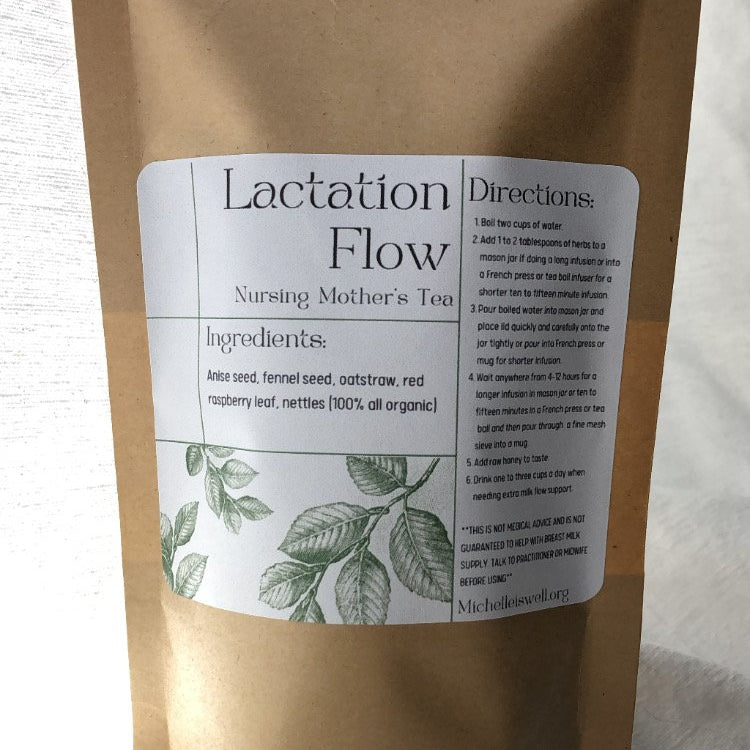 Lactation
Flow
Nursing Mother's Tea
Ingredients:
Anise seed, fennel seed, oatstraw, red
raspberry leaf, nettles (100% all organic)
Directions:
1. Boil two cups of water.
2. Add 1 to 2 tablespoons of herbs to a
mason jar if doing a long infusion or into
a French press or tea ball infuser for a
shorter ten to fifteen minute infusion.
3. Pour boiled water into mason jar and
place lid quickly and carefully onto the
jar tightly or pour into French press or
mug for shorter infusion.
4. Wait anywhere from 4-12 hours for a
longer infusion in mason jar or ten to
fifteen minutes in a French press or tea
ball and then pour through a fine mesh
sieve into a mug.
5. Add raw honey to taste.
6. Drink one to three cups a day when
needing extra milk flow support.
**THIS IS NOT MEDICAL ADVICE AND IS NOT
GUARANTEED TO HELP WITH BREAST MILK
SUPPLY. TALK TO PRACTITIONER OR MIDWIFE
BEFORE USING**
Michelleiswell.org